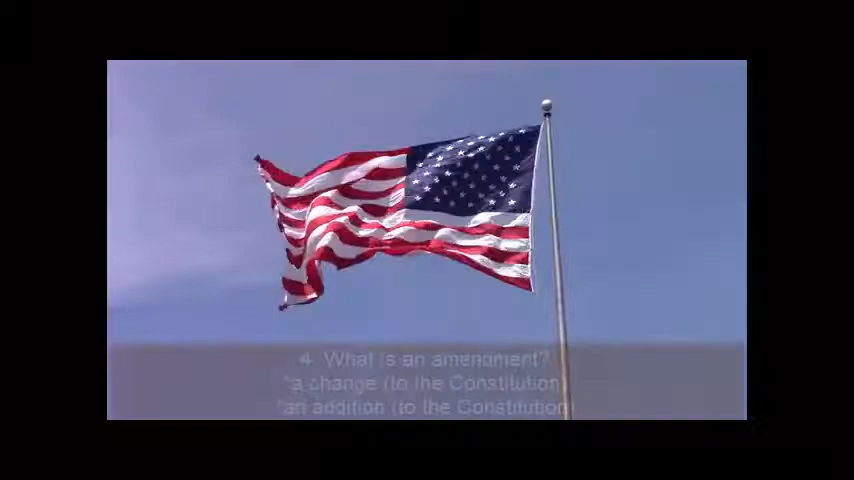 4. What is an amendment?
*a change (to the Constitution)
*an addition (to the Constitution)